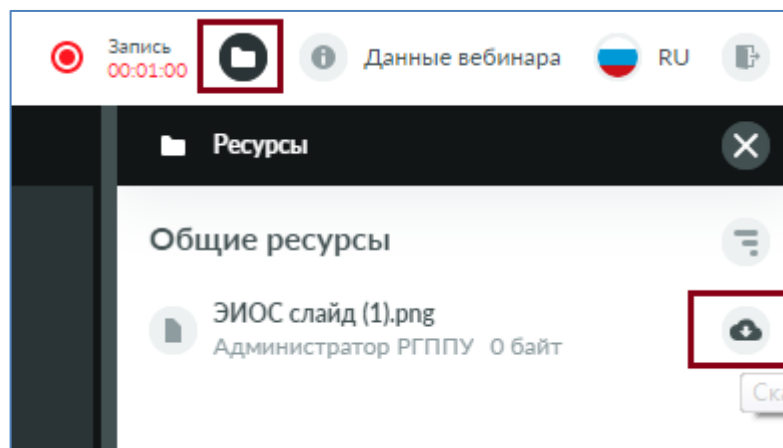 Запись
00:01:00
Данные вебинара
RU
Ресурсы
Общие ресурсы
ЭИОС слайд (1).png
Администратор РГППУ 0 байт